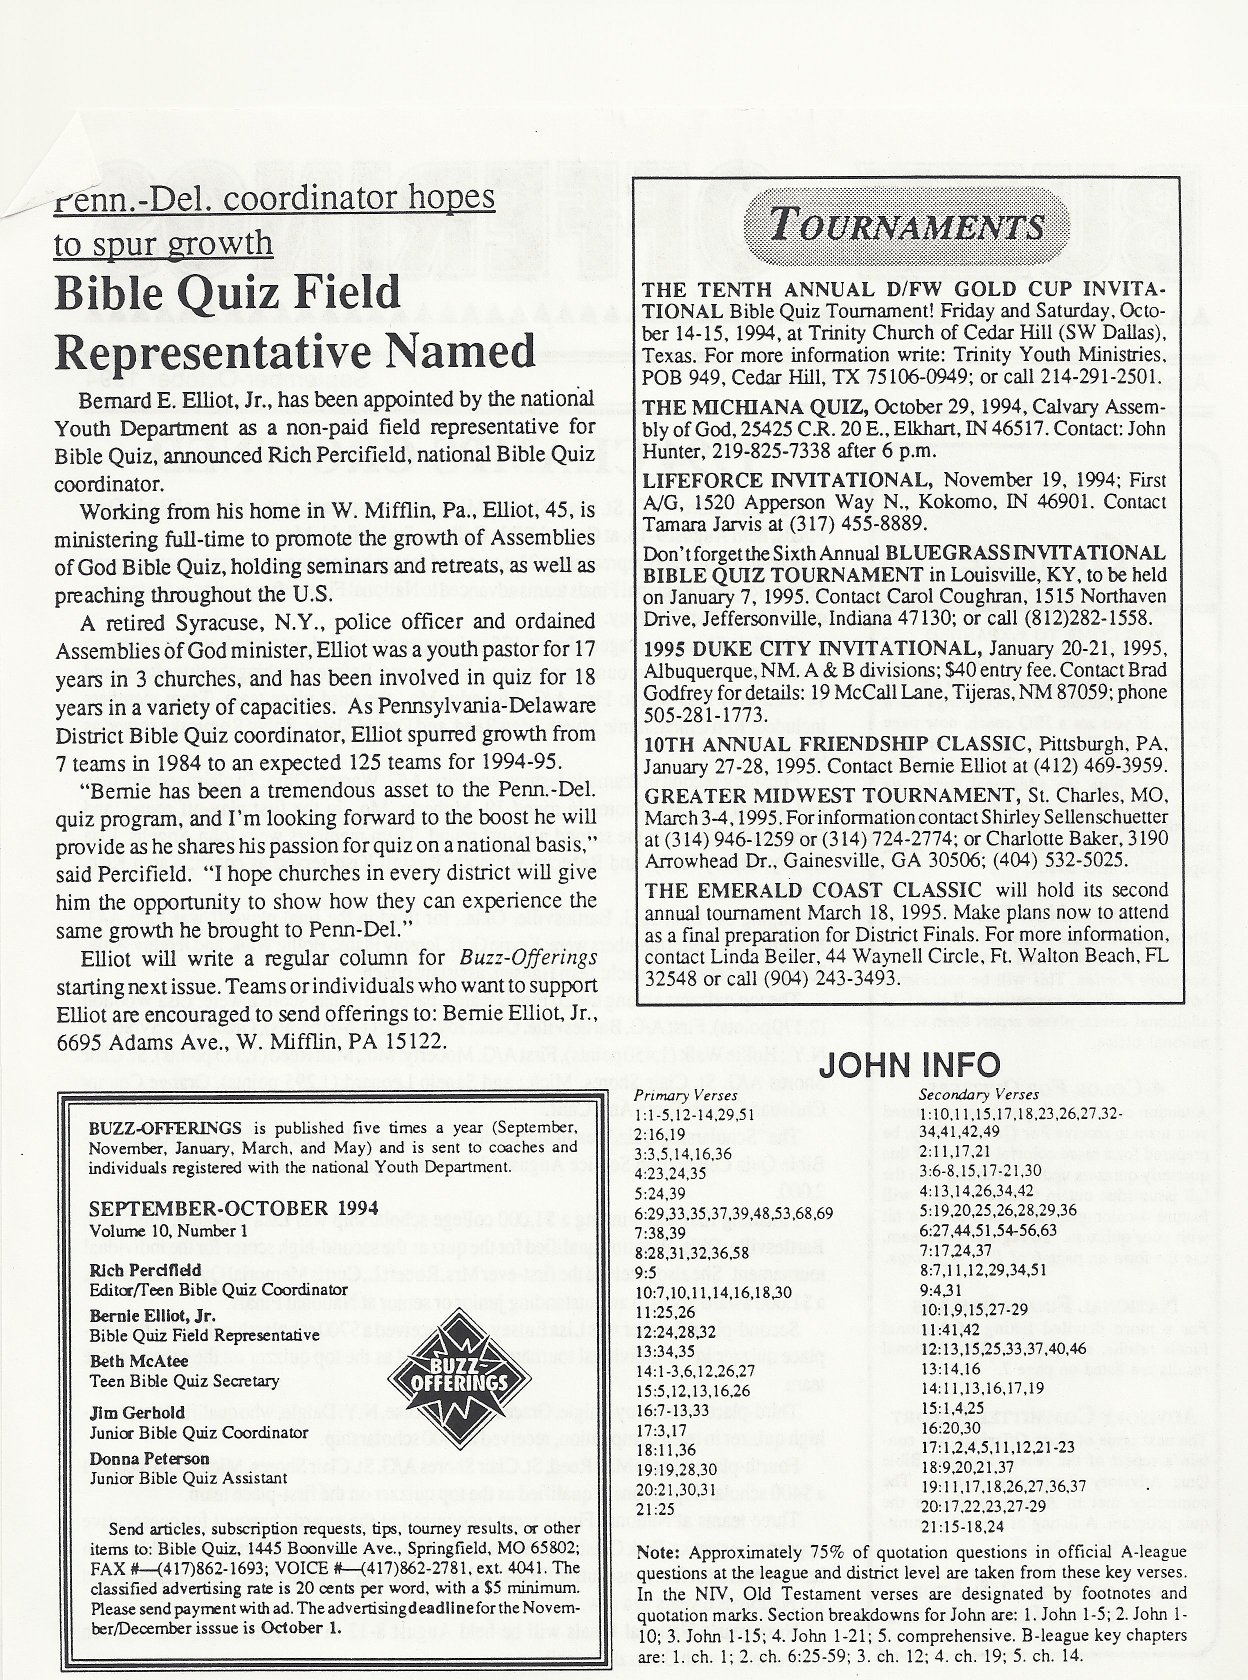 Penn.-Del. coordinator hopes
to spur growth
Bible Quiz Field
Representative Named
Bernard E. Elliot, Jr., has been appointed by the national
Youth Department as a non-paid field representative for
Bible Quiz, announced Rich Percifield, national Bible Quiz
coordinator.
Working from his home in W. Mifflin, Pa., Elliot, 45, is
ministering full-time to promote the growth of Assemblies
of God Bible Quiz, holding seminars and retreats, as well as
preaching throughout the U.S.
A retired Syracuse, N.Y., police officer and ordained
Assemblies of God minister, Elliot was a youth pastor for 17
years in 3 churches, and has been involved in quiz for 18
years in a variety of capacities. As Pennsylvania-Delaware
District Bible Quiz coordinator, Elliot spurred growth from
7 teams in 1984 to an expected 125 teams for 1994-95.
“Bernie has been a tremendous asset to the Penn.-Del.
quiz program, and I'm looking forward to the boost he will
provide as he shares his passion for quiz on a national basis,”
said Percifield. “I hope churches in every district will give
him the opportunity to show how they can experience the
same growth he brought to Penn-Del.”
Elliot will write a regular column for Buzz-Offerings
starting next issue. Teams or individuals who want to support
Elliot are encouraged to send offerings to: Bernie Elliot, Jr.,
6695 Adams Ave., W. Mifflin, PA 15122.
BUZZ-OFFERINGS is published five times a year (September,
November, January, March, and May) and is sent to coaches and
individuals registered with the national Youth Department.
SEPTEMBER-OCTOBER 1994
Volume 10, Number 1
Rich Percifield
Editor/Teen Bible Quiz Coordinator
Bernie Elliot, Jr.
Bible Quiz Field Representative
Beth McAtee
Teen Bible Quiz Secretary
Jim Gerhold
Junior Bible Quiz Coordinator
Donna Peterson
Junior Bible Quiz Assistant
BUZZ-
OFFERINGS
Send articles, subscription requests, tips, tourney results, or other
items to: Bible Quiz, 1445 Boonville Ave., Springfield, MO 65802;
FAX #—(417)862-1693; VOICE #—(417)862-2781, ext. 4041. The
classified advertising rate is 20 cents per word, with a $5 minimum.
Please send payment with ad. The advertising deadline for the Novem-
ber/December isssue is October 1.
TOURNAMENTS
THE TENTH ANNUAL D/FW GOLD CUP INVITA-
TIONAL Bible Quiz Tournament! Friday and Saturday, Octo-
ber 14-15, 1994, at Trinity Church of Cedar Hill (SW Dallas),
Texas. For more information write: Trinity Youth Ministries,
POB 949, Cedar Hill, TX 75106-0949; or call 214-291-2501.
THE MICHIANA QUIZ, October 29, 1994, Calvary Assem-
bly of God, 25425 C.R. 20 E., Elkhart, IN 46517. Contact: John
Hunter, 219-825-7338 after 6 p.m.
LIFEFORCE INVITATIONAL, November 19, 1994; First
A/G, 1520 Apperson Way N., Kokomo, IN 46901. Contact
Tamara Jarvis at (317) 455-8889.
Don't forget the Sixth Annual BLUEGRASS INVITATIONAL
BIBLE QUIZ TOURNAMENT in Louisville, KY, to be held
on January 7, 1995. Contact Carol Coughran, 1515 Northaven
Drive, Jeffersonville, Indiana 47130; or call (812)282-1558.
1995 DUKE CITY INVITATIONAL, January 20-21, 1995,
Albuquerque, NM. A & B divisions; $40 entry fee. Contact Brad
Godfrey for details: 19 McCall Lane, Tijeras, NM 87059; phone
505-281-1773.
10TH ANNUAL FRIENDSHIP CLASSIC, Pittsburgh, PA,
January 27-28, 1995. Contact Bernie Elliot at (412) 469-3959.
GREATER MIDWEST TOURNAMENT, St. Charles, MO,
March 3-4, 1995. For information contact Shirley Sellenschuetter
at (314) 946-1259 or (314) 724-2774; or Charlotte Baker, 3190
Arrowhead Dr., Gainesville, GA 30506; (404) 532-5025.
THE EMERALD COAST CLASSIC will hold its second
annual tournament March 18, 1995. Make plans now to attend
as a final preparation for District Finals. For more information,
contact Linda Beiler, 44 Waynell Circle, Ft. Walton Beach, FL
32548 or call (904) 243-3493.
JOHN INFO
Primary Verses
1:1-5,12-14,29,51
2:16,19
3:3,5,14,16,36
4:23,24,35
5:24,39
6:29,33,35,37,39,48,53,68,69
7:38,39
8:28,31,32,36,58
9:5
10:7,10,11,14,16,18,30
11:25,26
12:24,28,32
13:34,35
14:1-3,6,12,26,27
15:5,12,13,16,26
16:7-13,33
17:3,17
18:11,36
19:19,28,30
20:21,30,31
21:25
Secondary Verses
1:10,11,15,17,18,23,26,27,32-
34,41,42,49
2:11,17,21
3:6-8,15,17-21,30
4:13,14,26,34,42
5:19,20,25,26,28,29,36
6:27,44,51,54-56,63
7:17,24,37
8:7,11,12,29,34,51
9:4,31
10:1,9,15,27-29
11:41,42
12:13,15,25,33,37,40,46
13:14,16
14:11,13,16,17,19
15:1,4,25
16:20,30
17:1,2,4,5,11,12,21-23
18:9,20,21,37
19:11,17,18,26,27,36,37
20:17,22,23,27-29
21:15-18,24
Note: Approximately 75% of quotation questions in official A-league
questions at the league and district level are taken from these key verses.
In the NIV, Old Testament verses are designated by footnotes and
quotation marks. Section breakdowns for John are: 1. John 1-5; 2. John 1-
10; 3. John 1-15; 4. John 1-21; 5. comprehensive. B-league key chapters
are: 1. ch. 1; 2. ch. 6:25-59; 3. ch. 12; 4. ch. 19; 5. ch. 14.